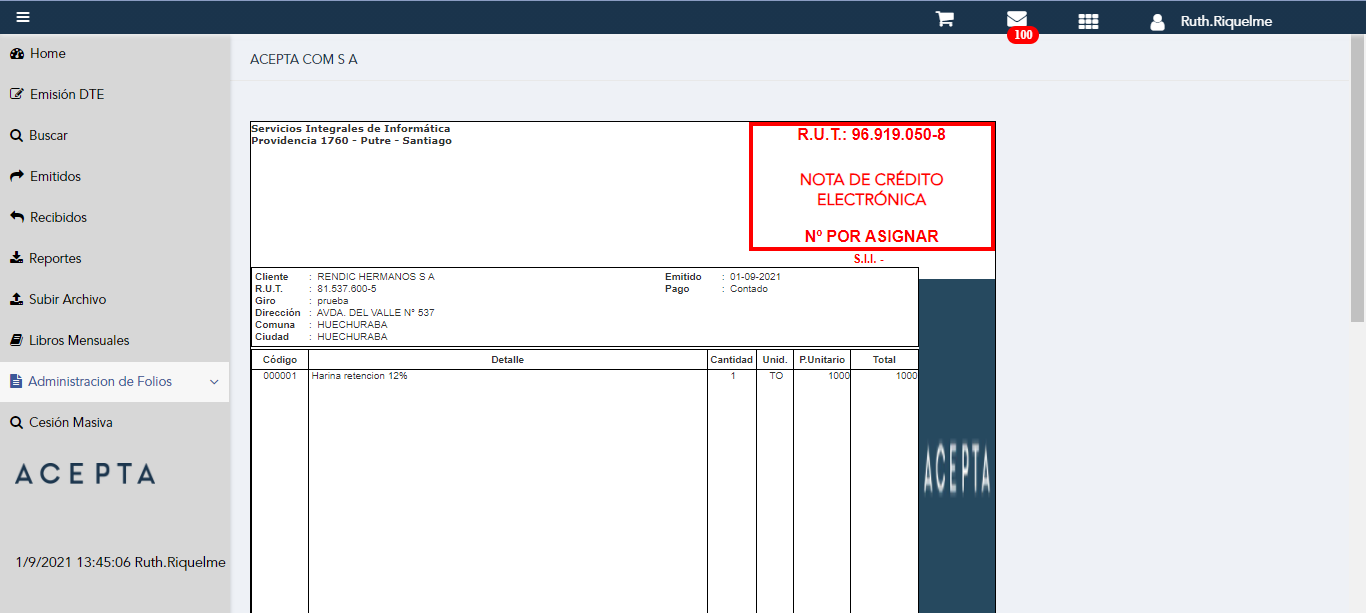 Ruth.Riquelme
100
Home
Emisión DTE
Buscar
Emitidos
Recibidos
Reportes
Subir Archivo
Libros Mensuales
Administracion de Folios
Cesión Masiva
ACEPTA
1/9/2021 13:45:06 Ruth.Riquelme
ACEPTA COM S A
Servicios Integrales de Informática
Providencia 1760 - Putre - Santiago
R.U.T.: 96.919.050-8
NOTA DE CRÉDITO
ELECTRÓNICA
Nº POR ASIGNAR
S.I.I. -
Cliente : RENDIC HERMANOS S A Emitido : 01-09-2021
R.U.T. : 81.537.600-5 Pago : Contado
Giro : prueba
Dirección : AVDA. DEL VALLE N° 537
Comuna : HUECHURABA
Ciudad : HUECHURABA
Código Detalle Cantidad Unid. P.Unitario Total
000001 Harina retencion 12% 1 TO 1000 1000
ACEPTA